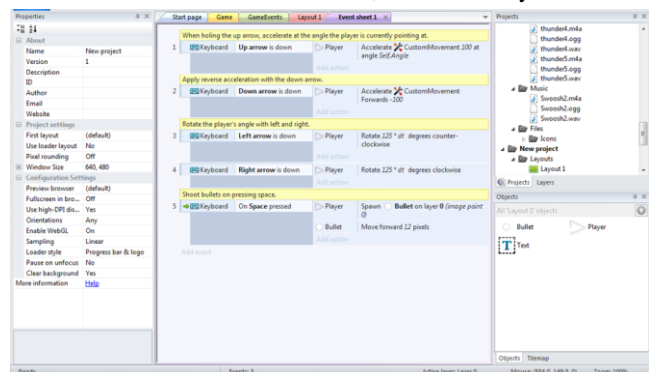 Properties
Start page Game GameEvents Layout 1 Event sheet 1
Projects
About
Name New project
Version 1
Description
ID
Author
Email
Website
Project settings
First layout (default)
Use loader layout No
Pixel rounding Off
Window Size 640, 480
Configuration Settings
Preview browser (default)
Fullscreen in bro... Off
Use high-DPI dis... Yes
Orientations Any
Enable WebGL On
Sampling Linear
Loader style Progress bar & logo
Pause on unfocus No
Clear background Yes
More information Help
When holing the up arrow, accelerate at the angle the player is currently pointing at.
1 Keyboard Up arrow is down Player Accelerate CustomMovement 100 at
angle Self.Angle
Add action
Apply reverse acceleration with the down arrow.
2 Keyboard Down arrow is down Player Accelerate CustomMovement
Forwards -100
Add action
Rotate the player's angle with left and right.
3 Keyboard Left arrow is down Player Rotate 125 * dt degrees counter-
clockwise
Add action
4 Keyboard Right arrow is down Player Rotate 125 * dt degrees clockwise
Add action
Shoot bullets on pressing space.
5 Keyboard On Space pressed Player Spawn Bullet on layer 0 (image point
0)
Bullet Move forward 12 pixels
Add action
Add event
thunder4.m4a
thunder4.ogg
thunder4.wav
thunder5.m4a
thunder5.ogg
thunder5.wav
Music
Swoosh2.m4a
Swoosh2.ogg
Swoosh2.wav
Files
Icons
New project
Layouts
Layout 1
Projects Layers
Objects
All 'Layout 1' objects
Bullet Player
T Text
Objects Tilemap
Ready Events: 5 Active layer: Layer 0 Mouse: (584.0, 149.0, 0) Zoom: 100%